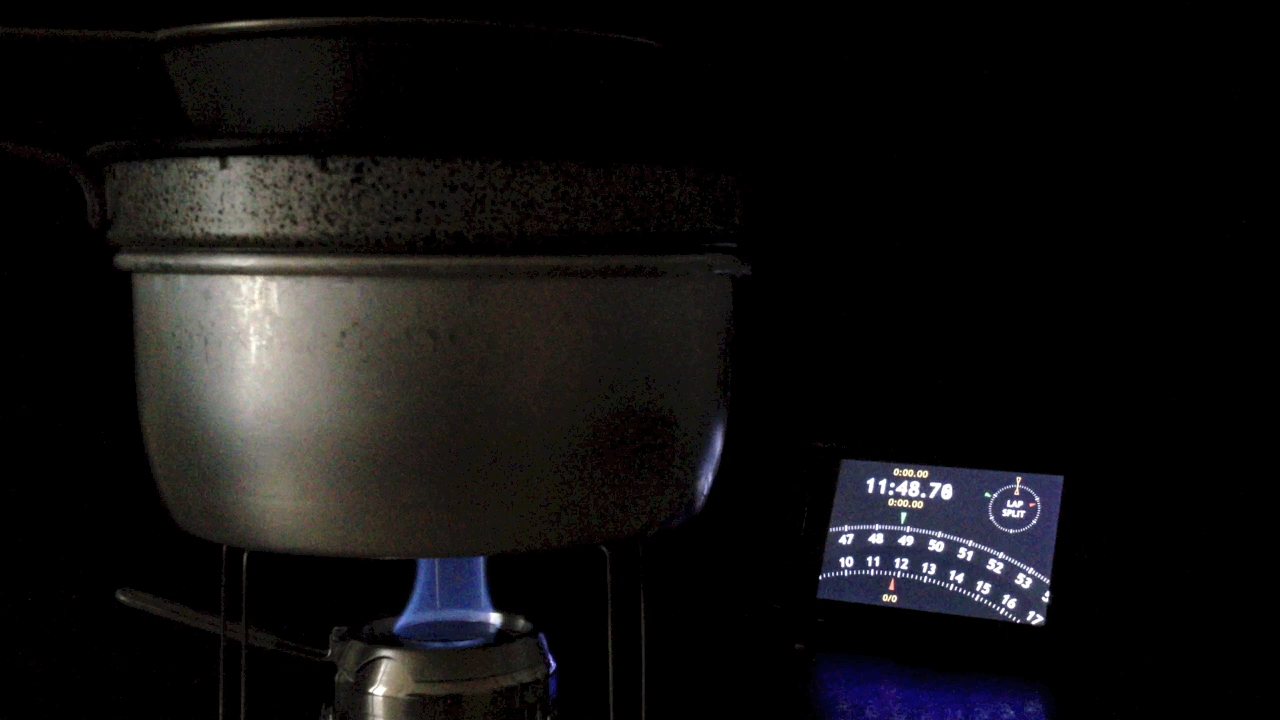 0:00.00
11:48.70
0:00.00
LAP
SPLIT
47 48 49 50 51 52 53
10 11 12 13 14 15 16 17
0/0